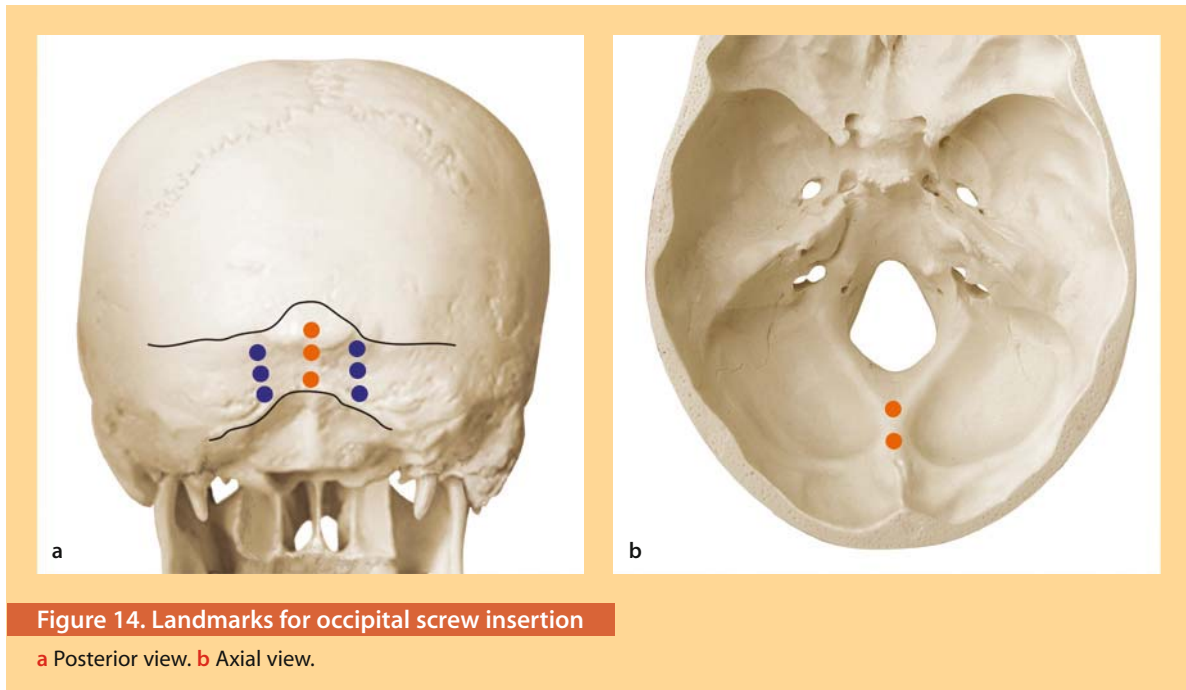 a
b
Figure 14. Landmarks for occipital screw insertion
a Posterior view. b Axial view.